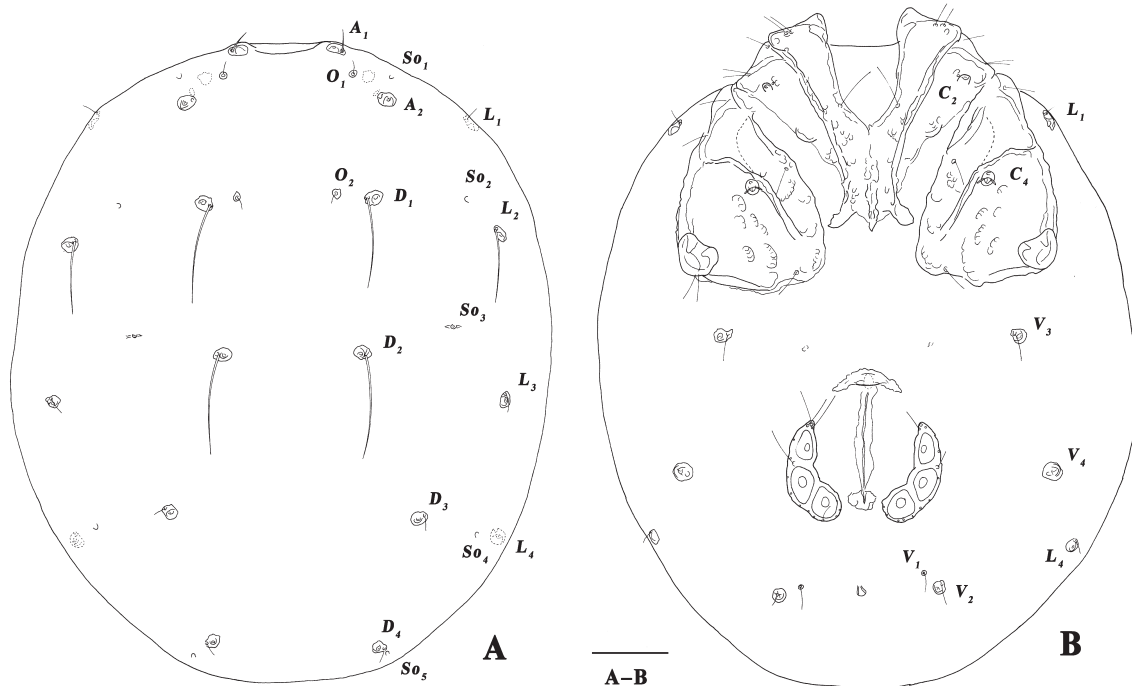 A₁
So₁
O₁
A₂
L₁
So₂
O₂
D₁
L₂
So₃
D₂
L₃
D₃
So₄
L₄
D₄
So₅
A
C₂
L₁
C₄
V₃
V₄
L₄
V₁
V₂
B
A–B